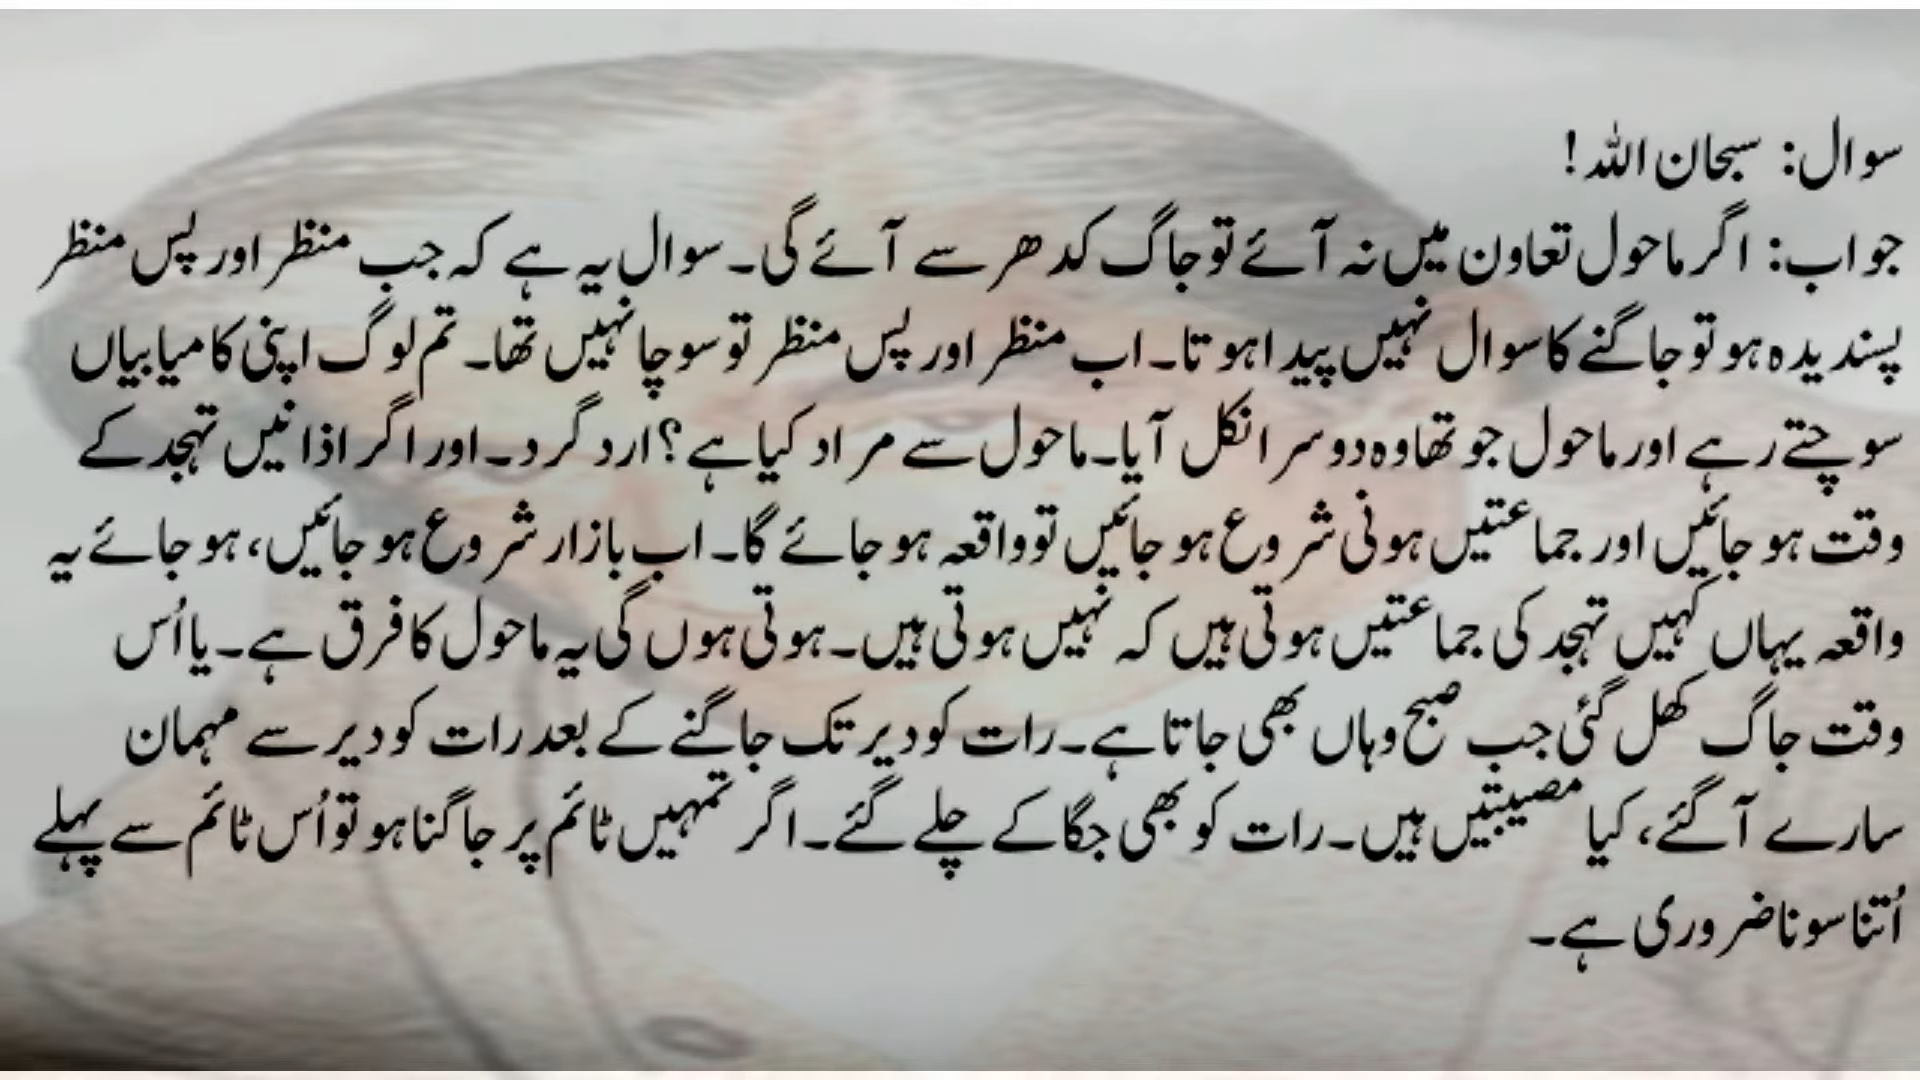 سوال: سبحان اللہ!
جواب: اگر ماحول تعاون میں نہ آئے تو جاگ کدھر سے آئے گی۔ سوال یہ ہے کہ جب منظر اور پس منظر
پسندیدہ ہو تو جاگنے کا سوال نہیں پیدا ہوتا۔ اب منظر اور پس منظر تو سوچا نہیں تھا۔ تم لوگ اپنی کامیابیاں
سوچتے رہے اور ماحول جو تھا وہ دوسرا نکل آیا۔ ماحول سے مراد کیا ہے؟ ارد گرد۔ اور اگر اذانیں تہجد کے
وقت ہو جائیں اور جماعتیں ہونی شروع ہو جائیں تو واقعہ ہو جائے گا۔ اب بازار شروع ہو جائیں، ہو جائے یہ
واقعہ یہاں کہیں تہجد کی جماعتیں ہوتی ہیں کہ نہیں ہوتی ہیں۔ ہوتی ہوں گی یہ ماحول کا فرق ہے۔ یا اُس
وقت جاگ کھل گئی جب صبح وہاں بھی جاتا ہے۔ رات کو دیر تک جاگنے کے بعد رات کو دیر سے مہمان
سارے آ گئے، کیا مصیبتیں ہیں۔ رات کو بھی جگا کے چلے گئے۔ اگر تمہیں ٹائم پر جاگنا ہو تو اُس ٹائم سے پہلے
اُتنا سونا ضروری ہے۔